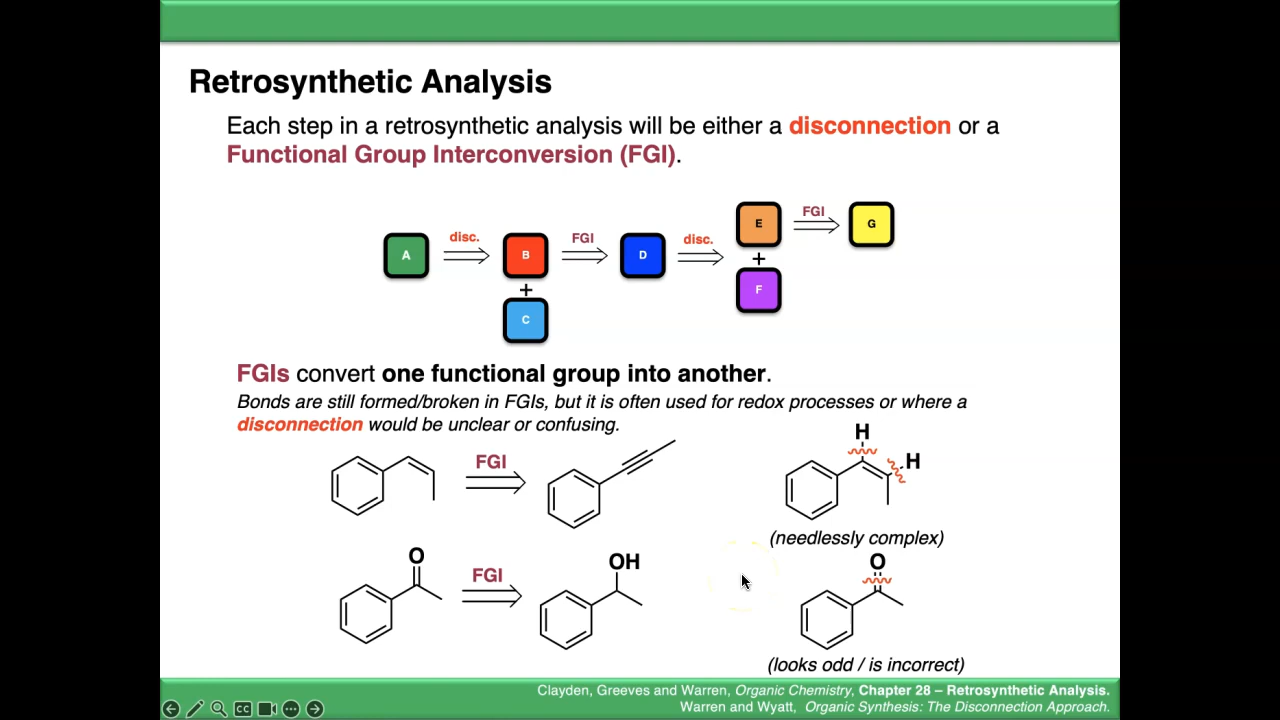 Retrosynthetic Analysis
Each step in a retrosynthetic analysis will be either a disconnection or a
Functional Group Interconversion (FGI).
A
disc.
B
+
C
FGI
D
disc.
E
+
F
FGI
G
FGIs convert one functional group into another.
Bonds are still formed/broken in FGIs, but it is often used for redox processes or where a
disconnection would be unclear or confusing.
FGI
H
H
(needlessly complex)
O
FGI
OH
O
(looks odd / is incorrect)
Clayden, Greeves and Warren, Organic Chemistry, Chapter 28 – Retrosynthetic Analysis.
Warren and Wyatt, Organic Synthesis: The Disconnection Approach.
CC